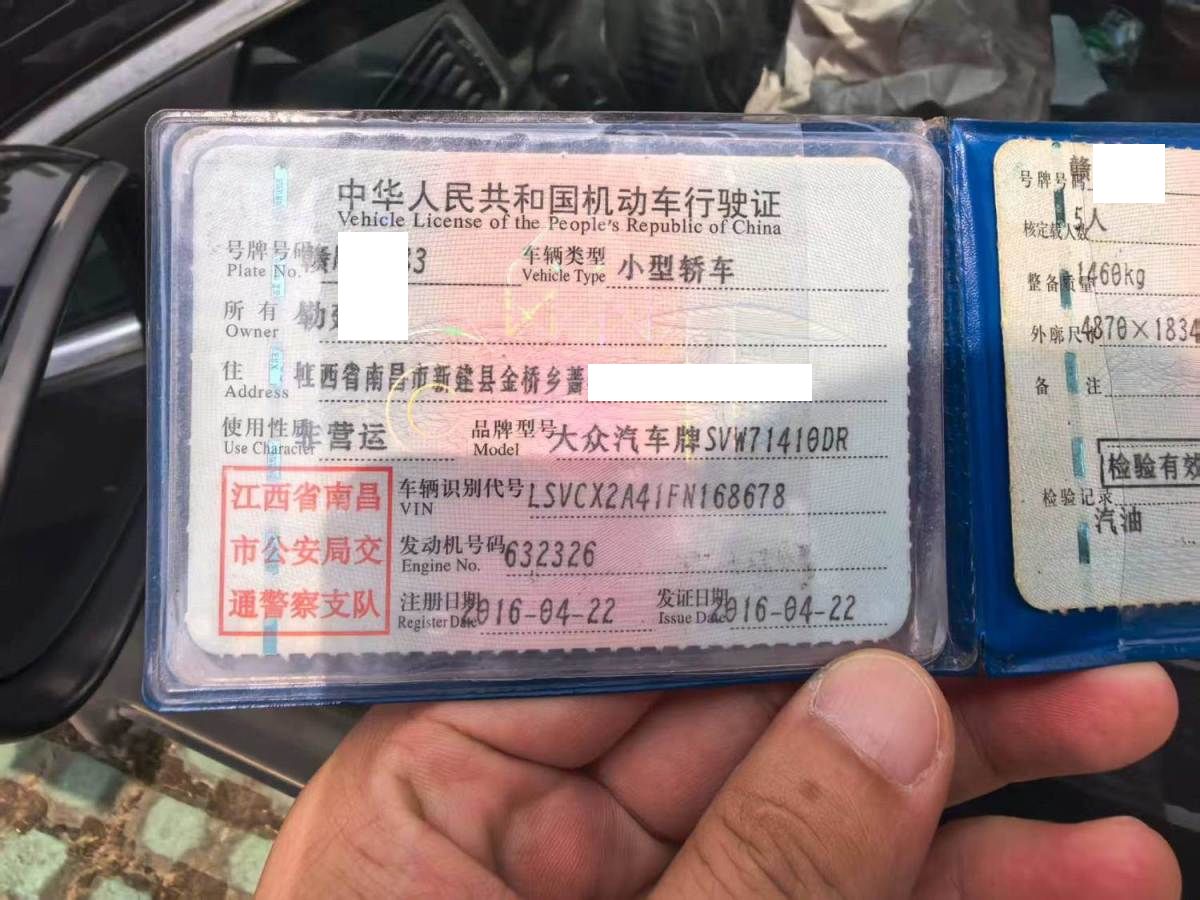 中华人民共和国机动车行驶证
Vehicle License of the People's Republic of China
号牌号码 33 车辆类型 小型轿车
Plate No. Vehicle Type
所有
Owner
住 江西省南昌市新建县金桥乡
Address
使用性质 非营运 品牌型号 大众汽车牌SVW71410DR
Use Character Model
江西省南昌
市公安局交
通警察支队
车辆识别代号 LSVCX2A41FN168678
VIN
发动机号码 632326
Engine No.
注册日期 2016-04-22 发证日期 2016-04-22
Register Date Issue Date
号牌号码 赣
核定载人数 5人
整备质量 1460kg
外廓尺寸 4870×1834
备注
检验有效
检验记录
汽油